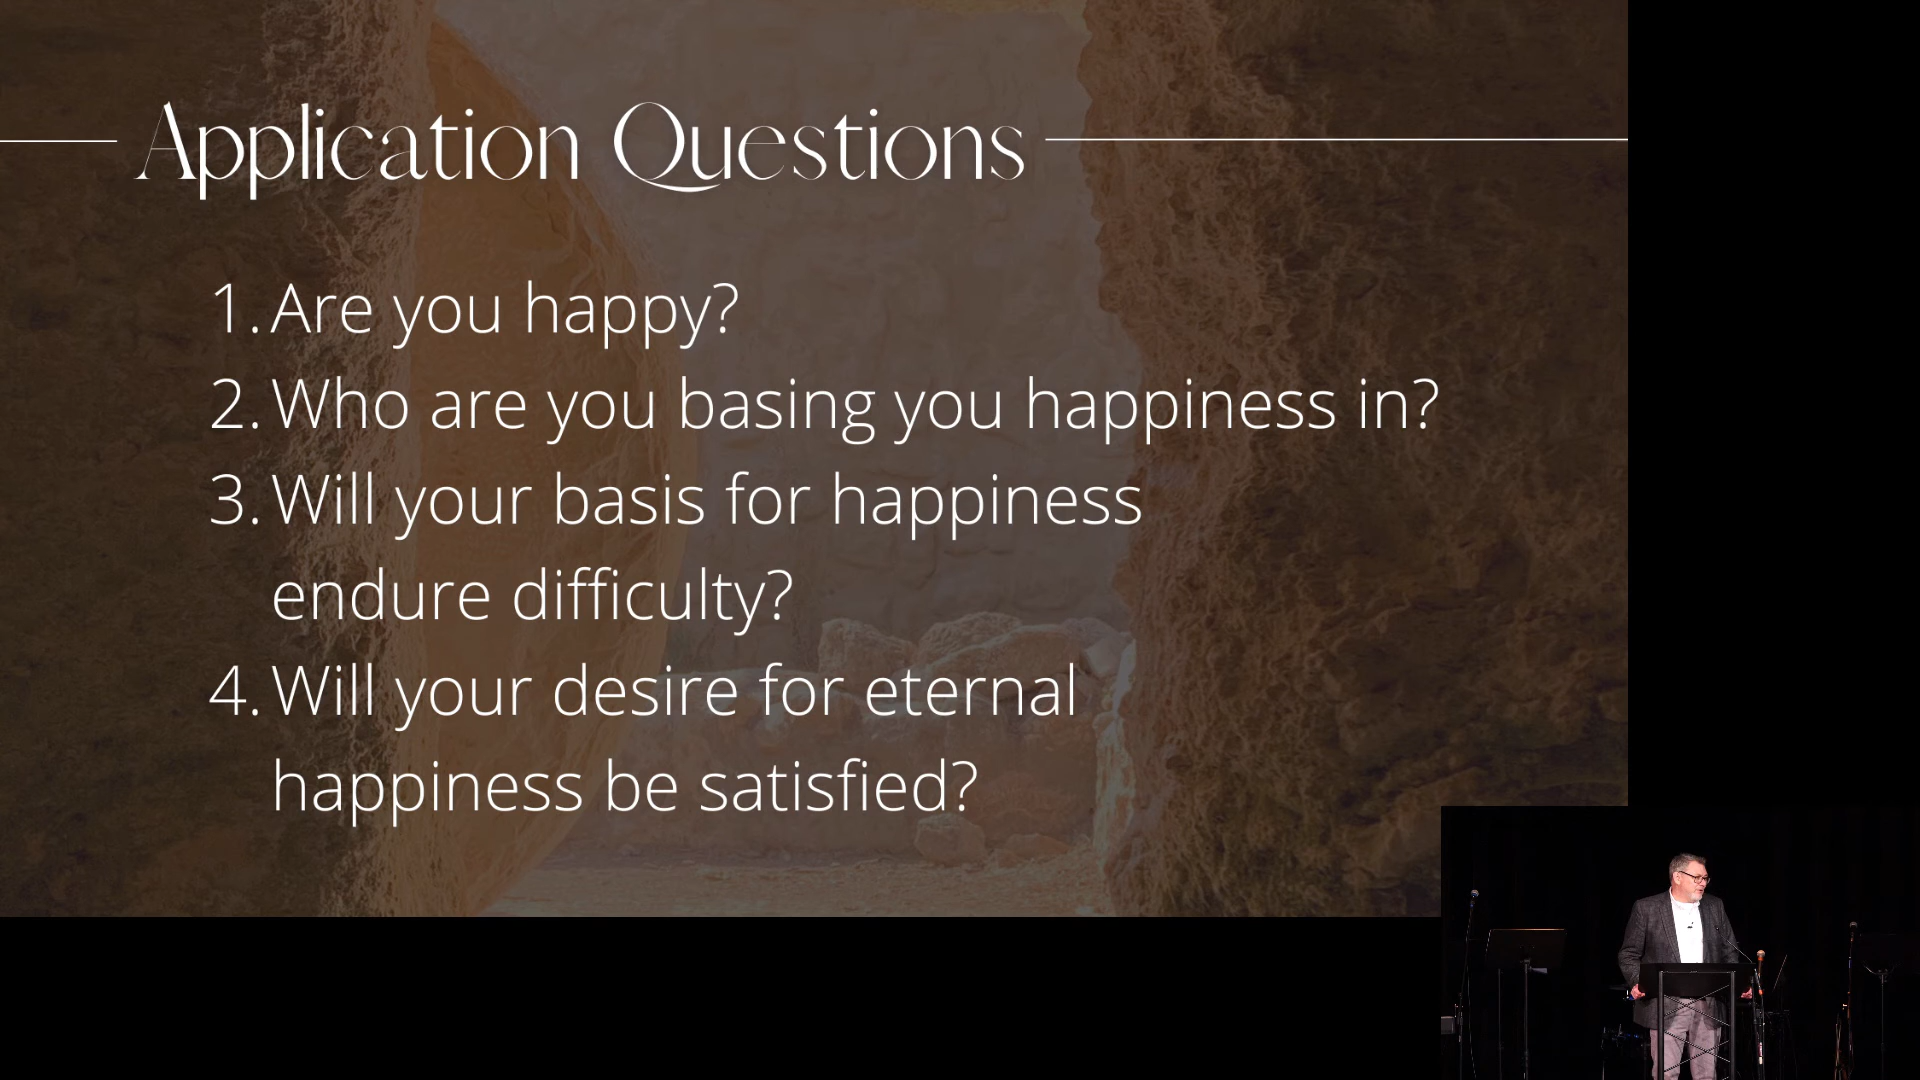 Application Questions
1. Are you happy?
2. Who are you basing you happiness in?
3. Will your basis for happiness
endure difficulty?
4. Will your desire for eternal
happiness be satisfied?